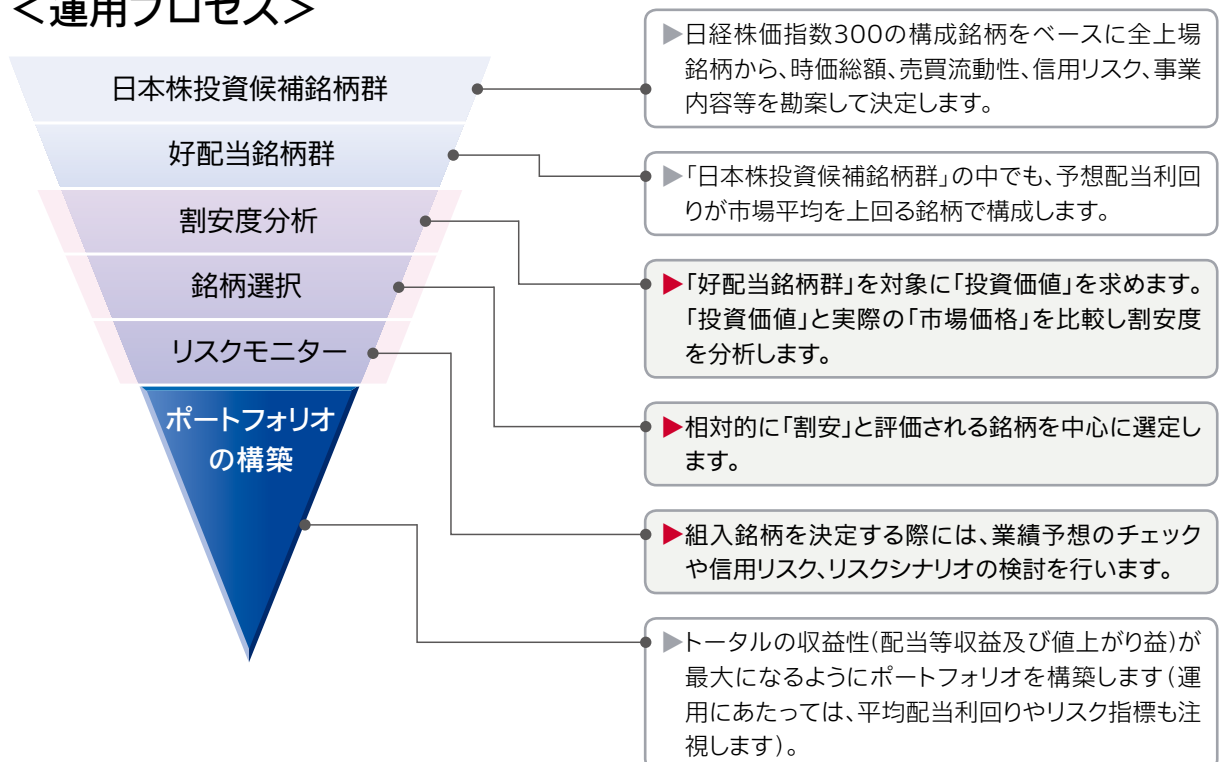 <運用プロセス>
日本株投資候補銘柄群
好配当銘柄群
割安度分析
銘柄選択
リスクモニター
ポートフォリオ
の構築
▶日経株価指数300の構成銘柄をベースに全上場
銘柄から、時価総額、売買流動性、信用リスク、事業
内容等を勘案して決定します。
▶「日本株投資候補銘柄群」の中でも、予想配当利回
りが市場平均を上回る銘柄で構成します。
▶「好配当銘柄群」を対象に「投資価値」を求めます。
「投資価値」と実際の「市場価格」を比較し割安度
を分析します。
▶相対的に「割安」と評価される銘柄を中心に選定し
ます。
▶組入銘柄を決定する際には、業績予想のチェック
や信用リスク、リスクシナリオの検討を行います。
▶トータルの収益性(配当等収益及び値上がり益)が
最大になるようにポートフォリオを構築します(運
用にあたっては、平均配当利回りやリスク指標も注
視します)。